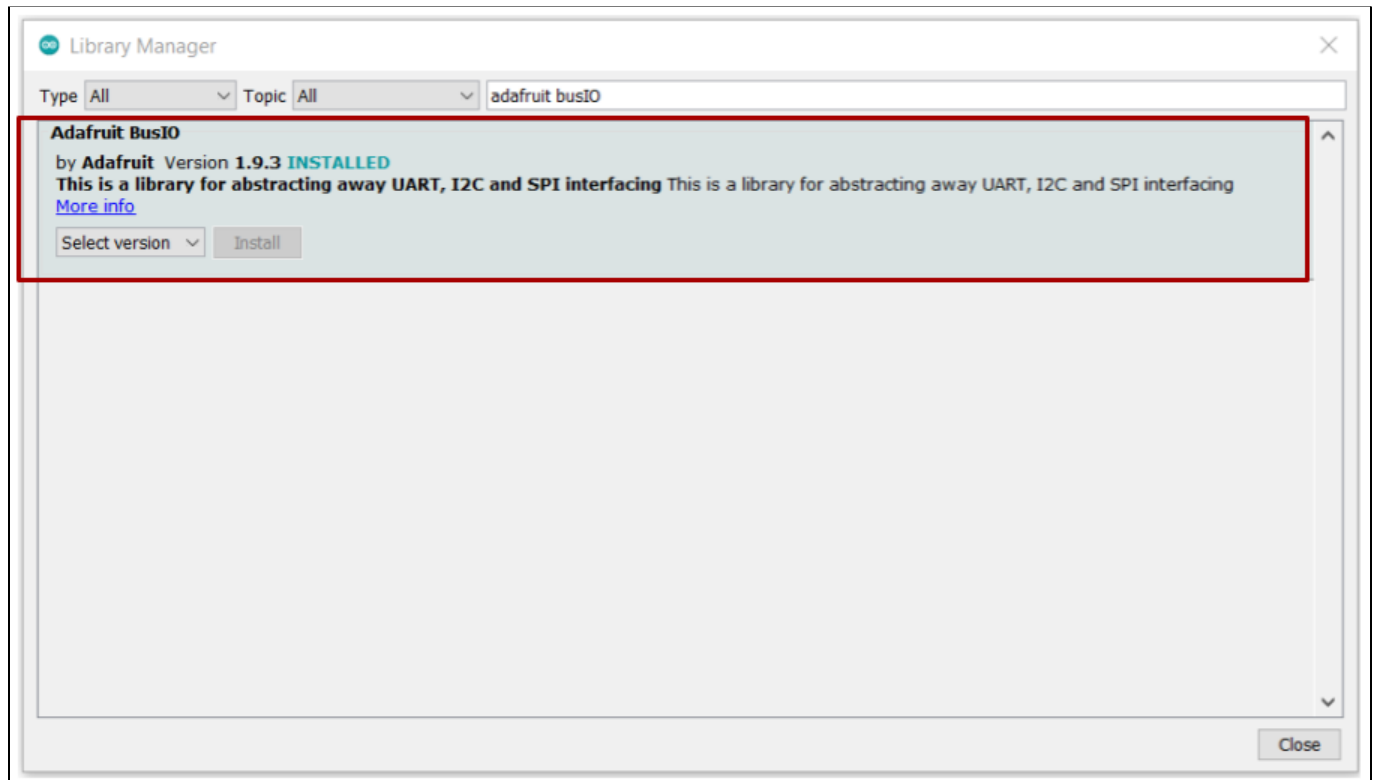 Library Manager
Type All Topic All adafruit busIO
Adafruit BusIO
by Adafruit Version 1.9.3 INSTALLED
This is a library for abstracting away UART, I2C and SPI interfacing This is a library for abstracting away UART, I2C and SPI interfacing
More info
Select version Install
Close